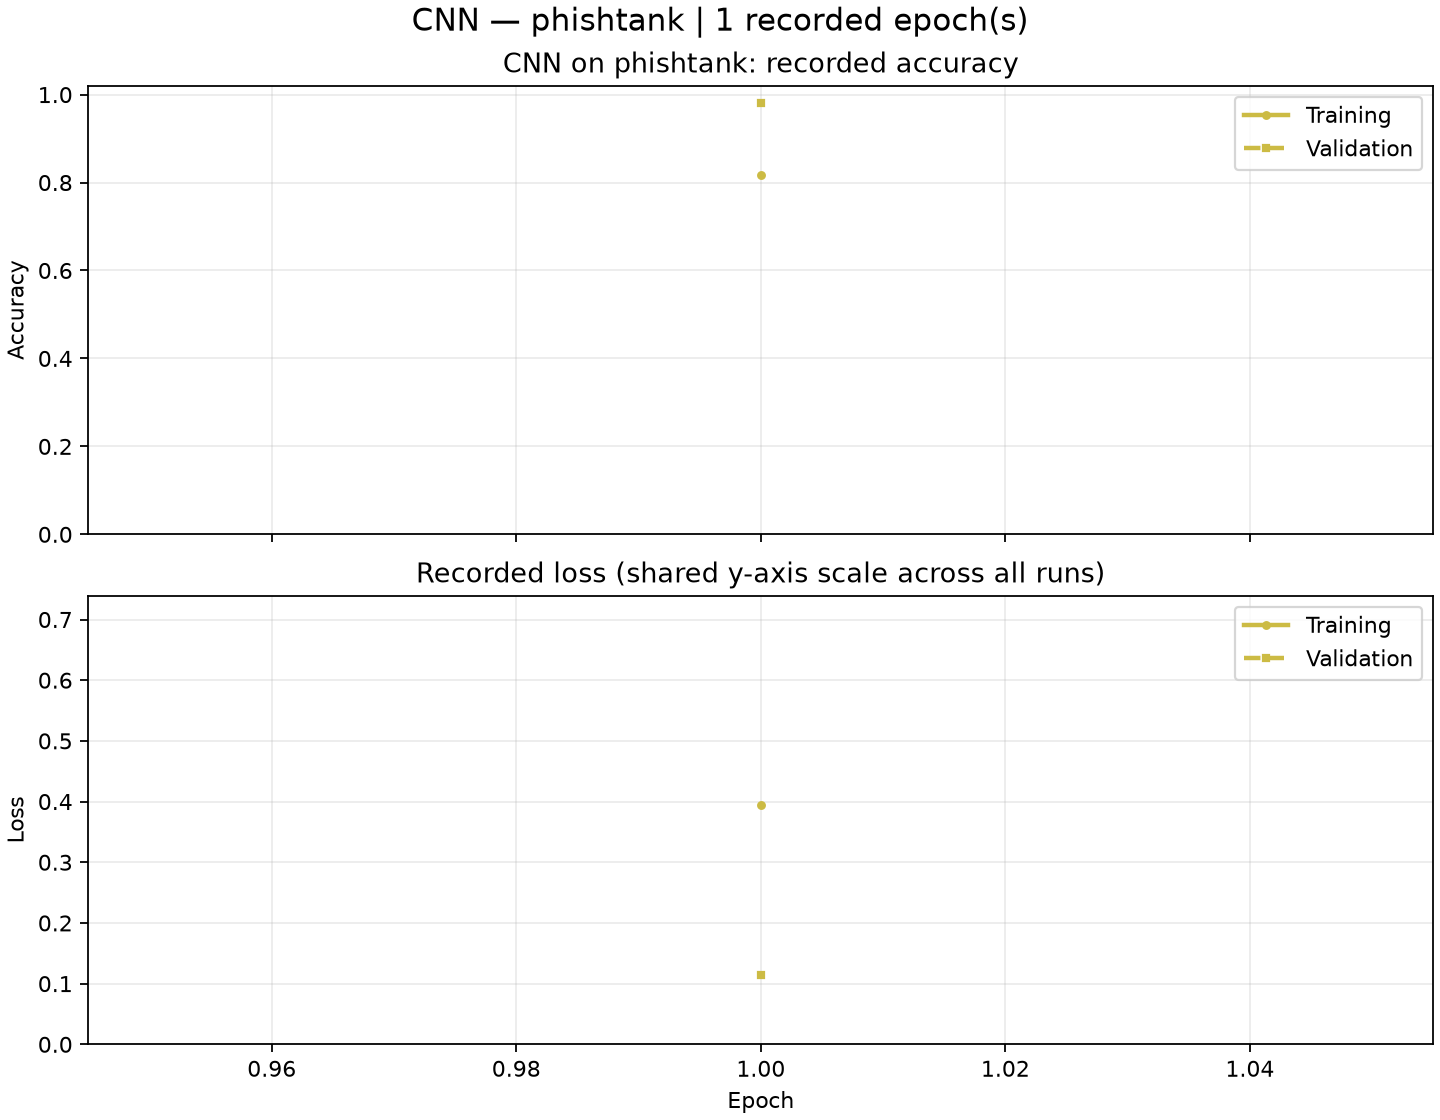 CNN — phishtank | 1 recorded epoch(s)
CNN on phishtank: recorded accuracy
1.0
0.8
0.6
0.4
0.2
0.0
Accuracy
Training
Validation
Recorded loss (shared y-axis scale across all runs)
0.7
0.6
0.5
0.4
0.3
0.2
0.1
0.0
Loss
Training
Validation
0.96 0.98 1.00 1.02 1.04
Epoch